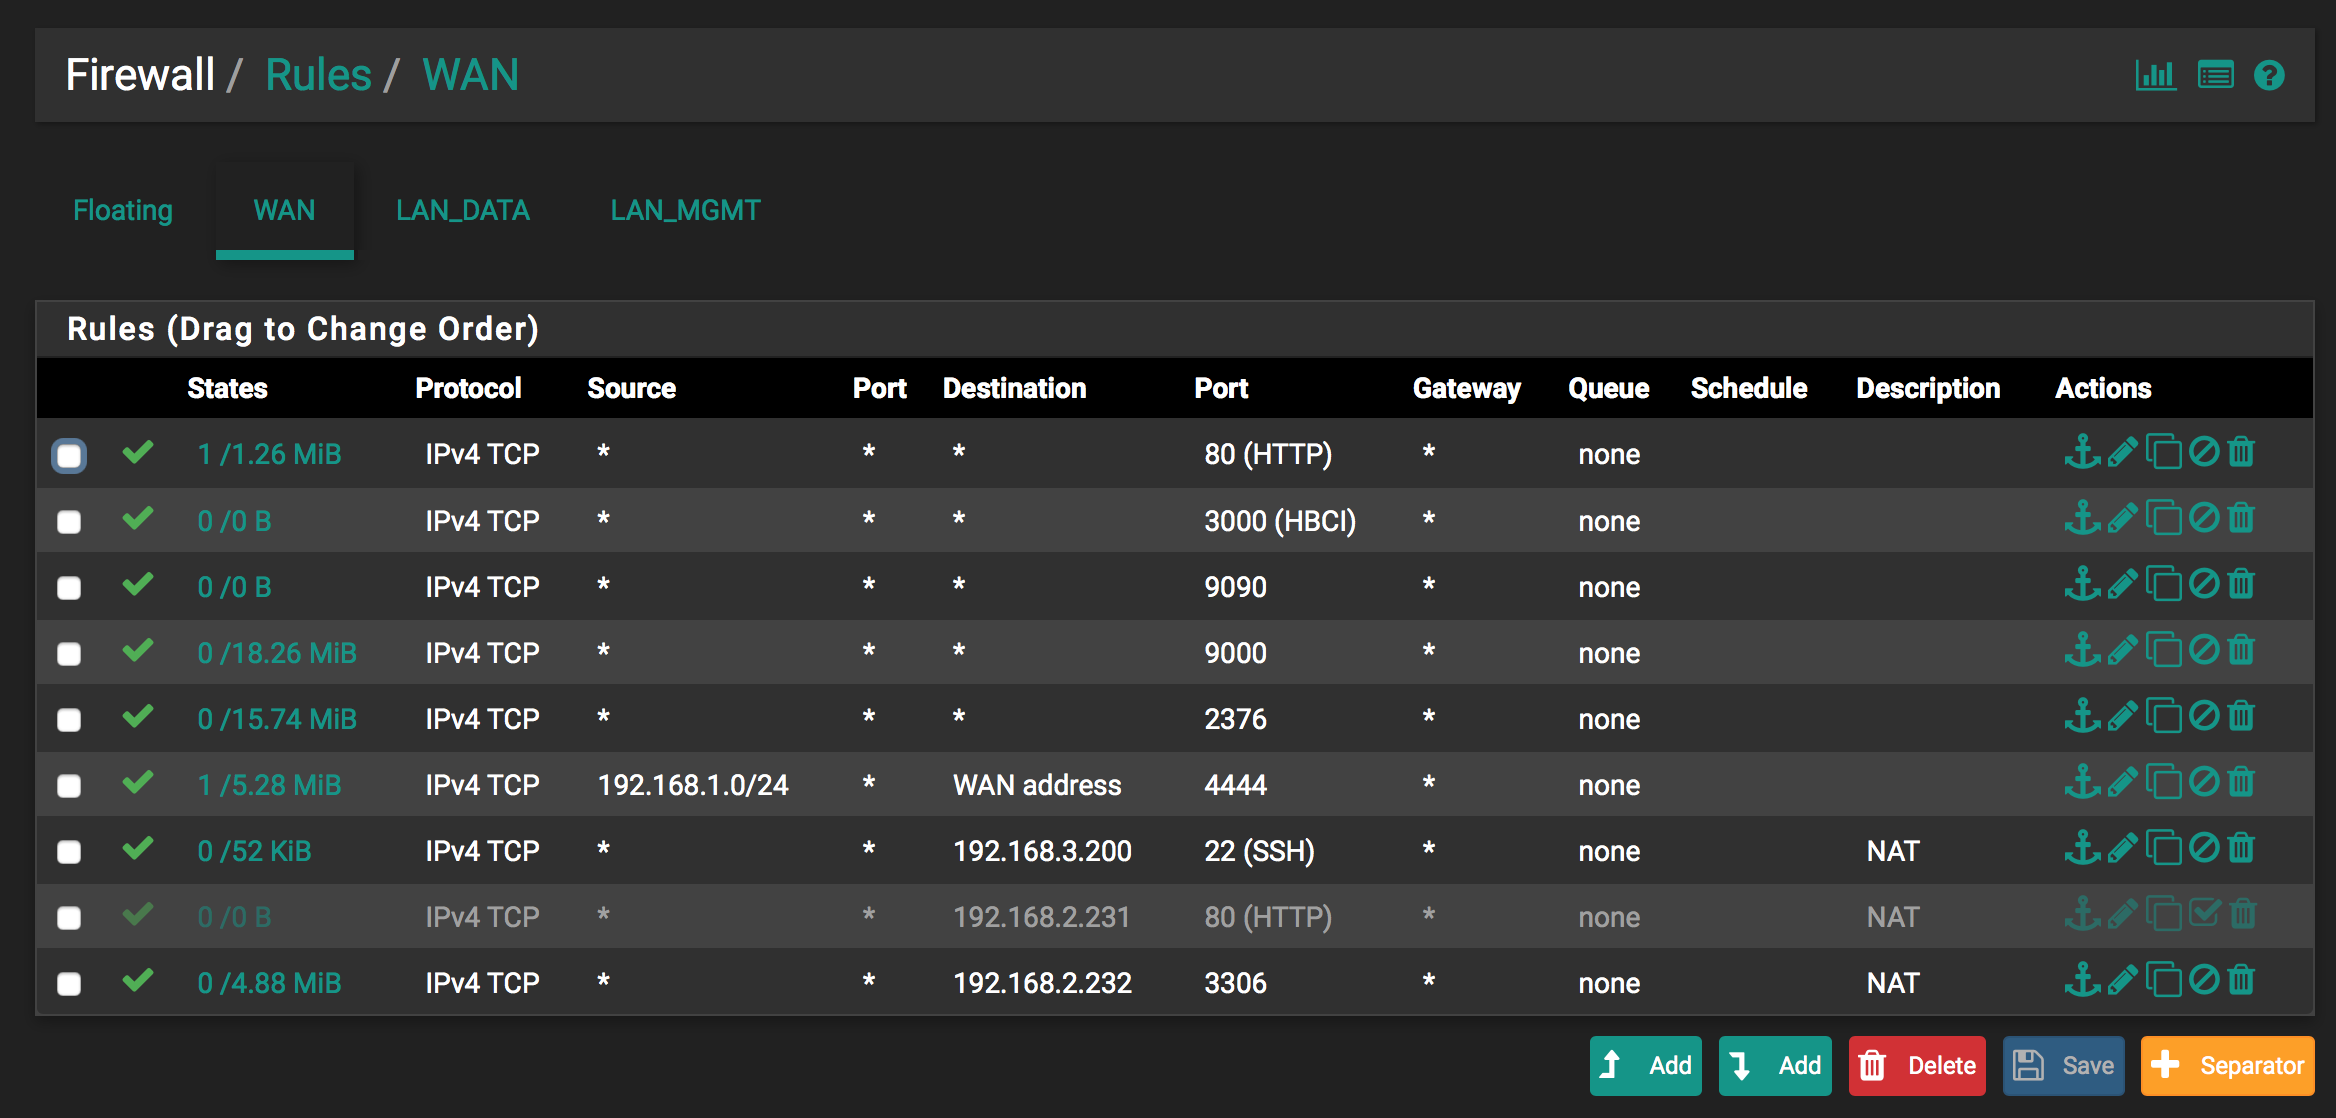 Firewall / Rules / WAN
Floating WAN LAN_DATA LAN_MGMT
Rules (Drag to Change Order)
States Protocol Source Port Destination Port Gateway Queue Schedule Description Actions
1 /1.26 MiB IPv4 TCP * * * 80 (HTTP) * none
0 /0 B IPv4 TCP * * * 3000 (HBCI) * none
0 /0 B IPv4 TCP * * * 9090 * none
0 /18.26 MiB IPv4 TCP * * * 9000 * none
0 /15.74 MiB IPv4 TCP * * * 2376 * none
1 /5.28 MiB IPv4 TCP 192.168.1.0/24 * WAN address 4444 * none
0 /52 KiB IPv4 TCP * * 192.168.3.200 22 (SSH) * none NAT
0 /0 B IPv4 TCP * * 192.168.2.231 80 (HTTP) * none NAT
0 /4.88 MiB IPv4 TCP * * 192.168.2.232 3306 * none NAT
Add Add Delete Save Separator